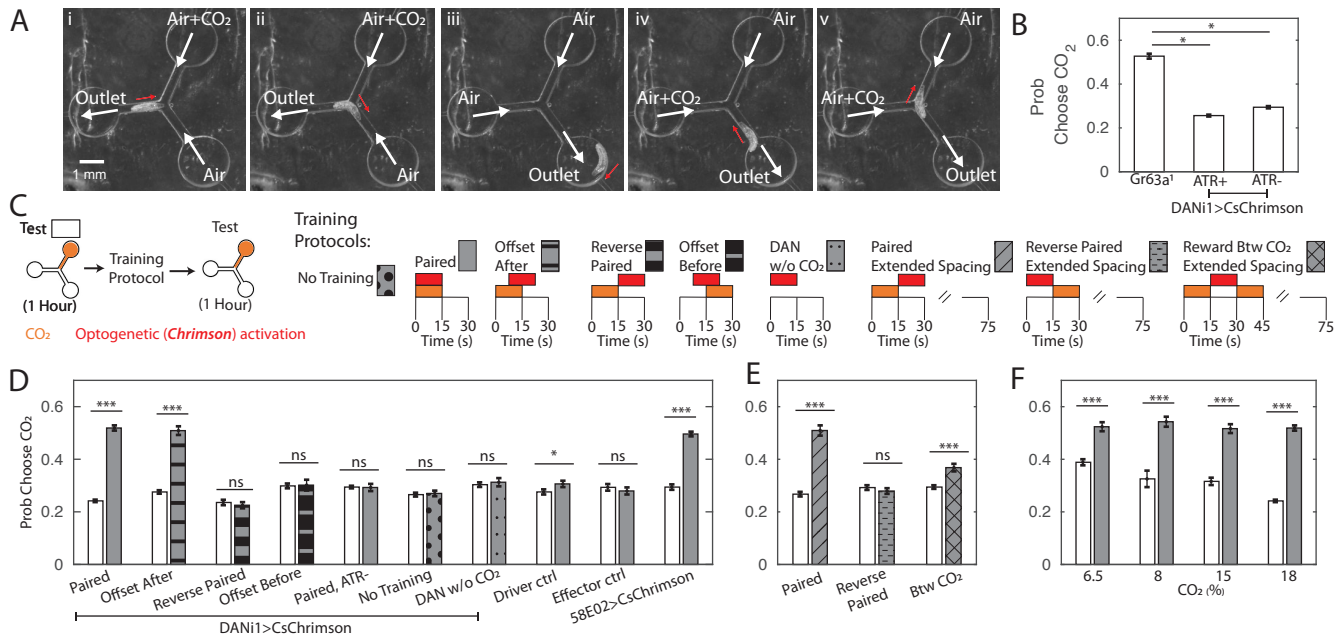 A
i
Air+CO₂
Outlet
Air
1 mm
ii
Air+CO₂
Outlet
Air
iii
Air
Air
Outlet
iv
Air
Air+CO₂
Outlet
v
Air
Air+CO₂
Outlet
B
Prob
Choose CO₂
0.6
0.4
0.2
0
*
*
Gr63a¹
ATR+
ATR-
DANi1>CsChrimson
C
Test
(1 Hour)
Training
Protocol
Test
(1 Hour)
CO₂
Optogenetic (Chrimson) activation
Training
Protocols:
No Training
Paired
0 15 30
Time (s)
Offset
After
0 15 30
Time (s)
Reverse
Paired
0 15 30
Time (s)
Offset
Before
0 15 30
Time (s)
DAN
w/o CO₂
0 15 30
Time (s)
Paired
Extended Spacing
0 15 30 75
Time (s)
Reverse Paired
Extended Spacing
0 15 30 75
Time (s)
Reward Btw CO₂
Extended Spacing
0 15 30 45 75
Time (s)
D
Prob Choose CO₂
0.6
0.4
0.2
0
***
***
ns
ns
ns
ns
ns
*
ns
***
Paired
Offset After
Reverse Paired
Offset Before
Paired, ATR-
No Training
DAN w/o CO₂
Driver ctrl
Effector ctrl
58E02>CsChrimson
DANi1>CsChrimson
E
0.6
0.4
0.2
0
***
ns
***
Paired
Reverse
Paired
Btw CO₂
F
0.6
0.4
0.2
0
***
***
***
***
6.5
8
15
18
CO₂ (%)